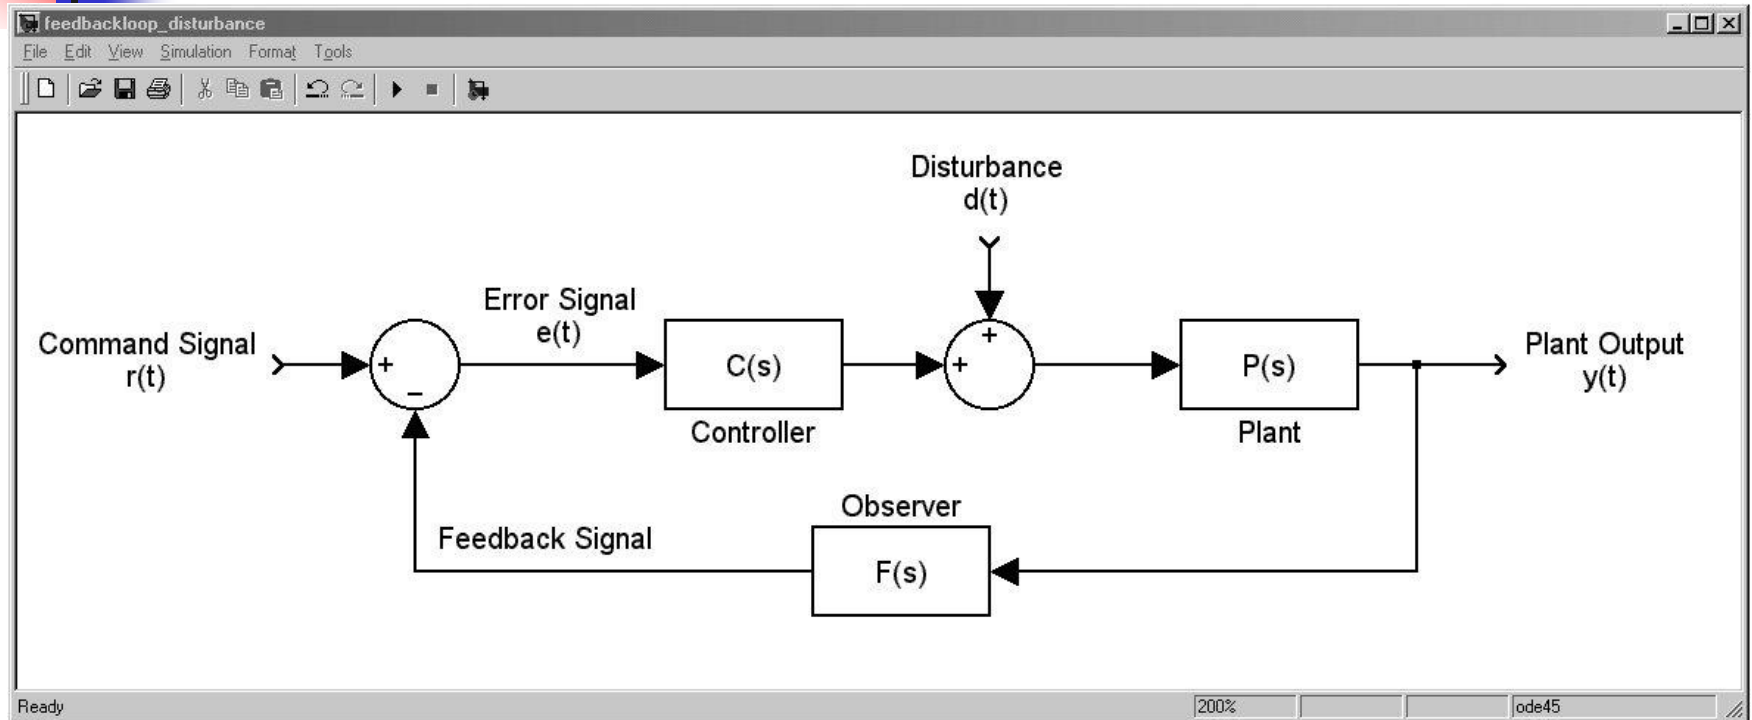 feedbackloop_disturbance
File Edit View Simulation Format Tools
Disturbance
d(t)
Error Signal
e(t)
Command Signal
r(t)
+
−
C(s)
Controller
+
+
P(s)
Plant
Plant Output
y(t)
Observer
F(s)
Feedback Signal
Ready 200% ode45